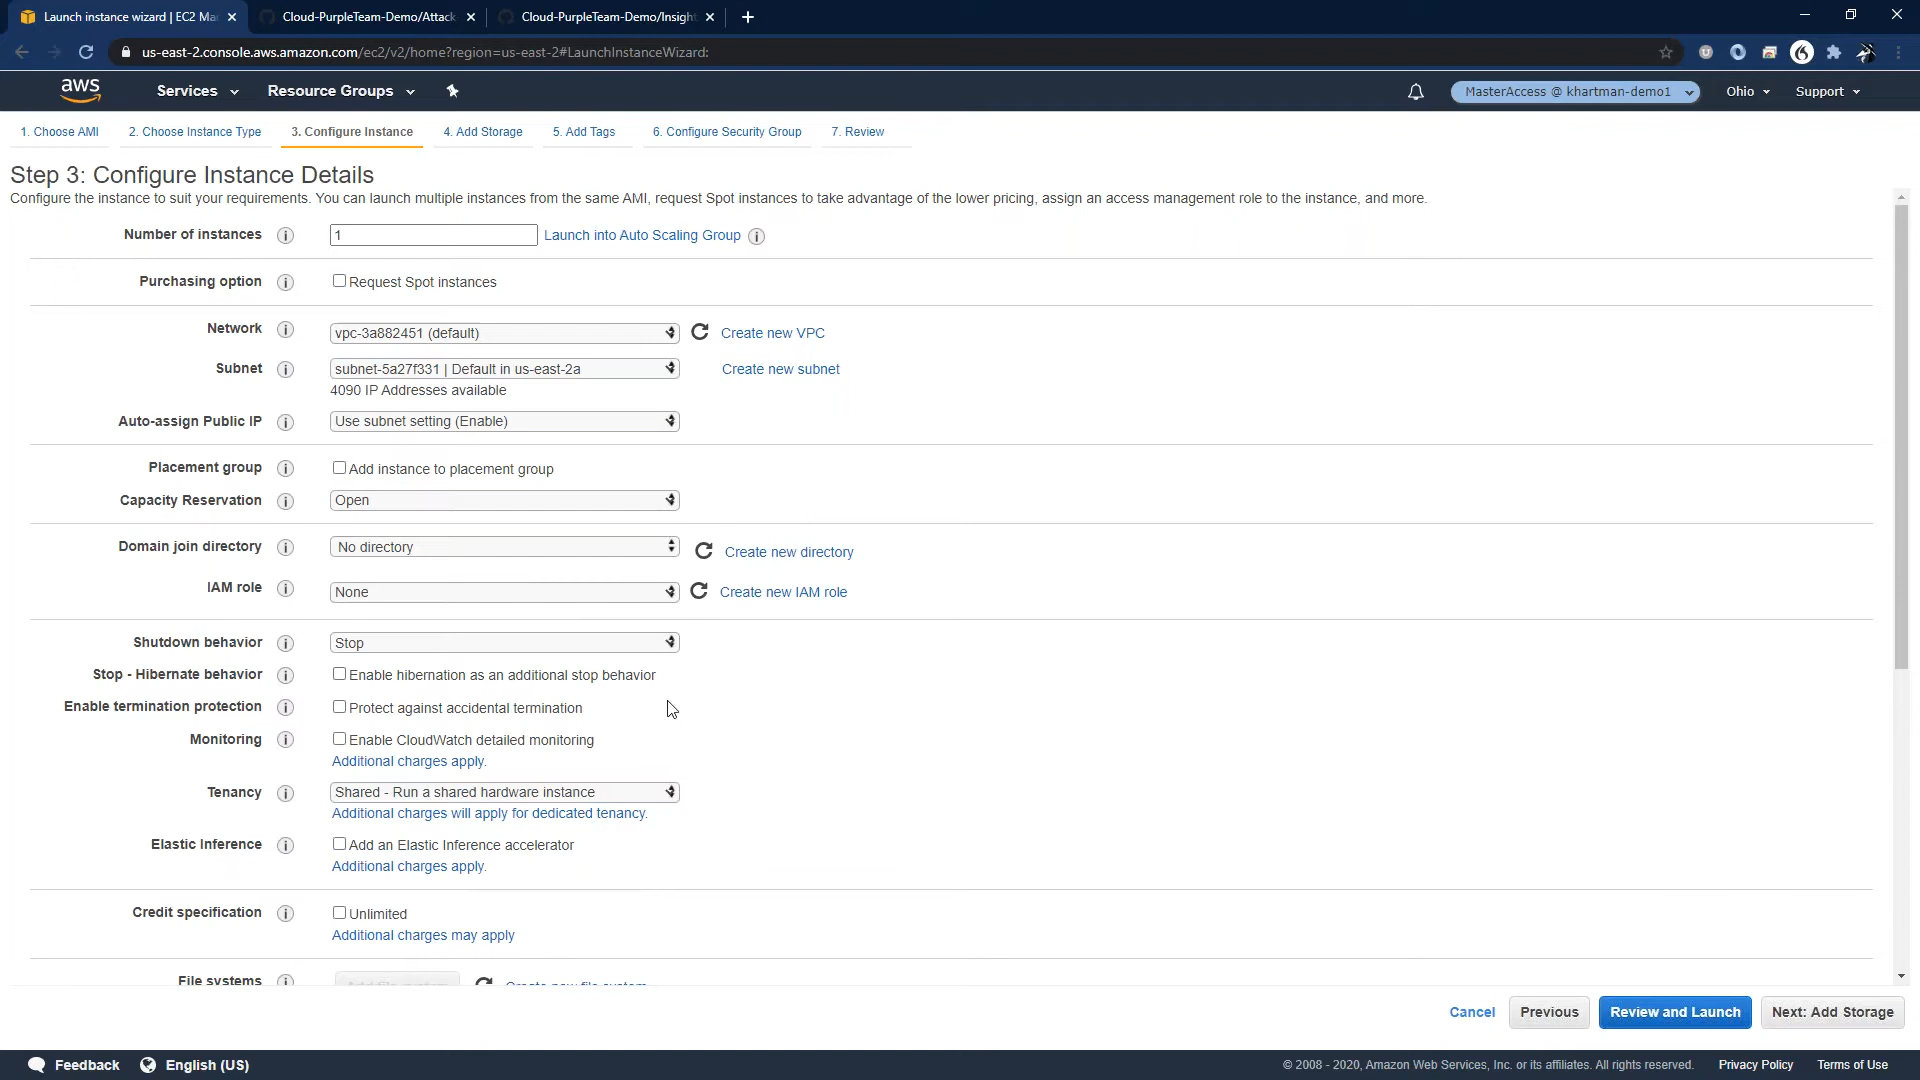 Launch instance wizard | EC2 Ma
Cloud-PurpleTeam-Demo/Attack
Cloud-PurpleTeam-Demo/Insight
us-east-2.console.aws.amazon.com/ec2/v2/home?region=us-east-2#LaunchInstanceWizard:
aws
Services
Resource Groups
MasterAccess @ khartman-demo1
Ohio
Support
1. Choose AMI
2. Choose Instance Type
3. Configure Instance
4. Add Storage
5. Add Tags
6. Configure Security Group
7. Review
Step 3: Configure Instance Details
Configure the instance to suit your requirements. You can launch multiple instances from the same AMI, request Spot instances to take advantage of the lower pricing, assign an access management role to the instance, and more.
Number of instances
1
Launch into Auto Scaling Group
Purchasing option
Request Spot instances
Network
vpc-3a882451 (default)
Create new VPC
Subnet
subnet-5a27f331 | Default in us-east-2a
Create new subnet
4090 IP Addresses available
Auto-assign Public IP
Use subnet setting (Enable)
Placement group
Add instance to placement group
Capacity Reservation
Open
Domain join directory
No directory
Create new directory
IAM role
None
Create new IAM role
Shutdown behavior
Stop
Stop - Hibernate behavior
Enable hibernation as an additional stop behavior
Enable termination protection
Protect against accidental termination
Monitoring
Enable CloudWatch detailed monitoring
Additional charges apply.
Tenancy
Shared - Run a shared hardware instance
Additional charges will apply for dedicated tenancy.
Elastic Inference
Add an Elastic Inference accelerator
Additional charges apply.
Credit specification
Unlimited
Additional charges may apply
File systems
Create new file system
Cancel
Previous
Review and Launch
Next: Add Storage
Feedback
English (US)
© 2008 - 2020, Amazon Web Services, Inc. or its affiliates. All rights reserved.
Privacy Policy
Terms of Use